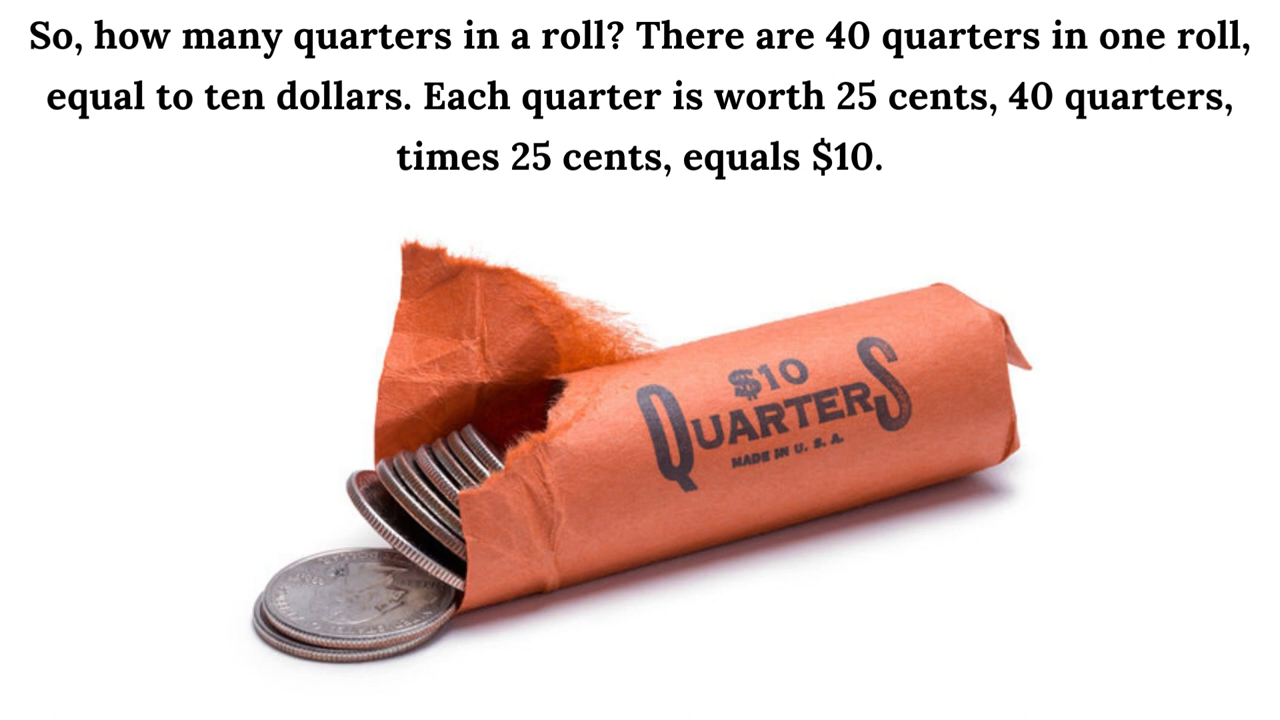 So, how many quarters in a roll? There are 40 quarters in one roll,
equal to ten dollars. Each quarter is worth 25 cents, 40 quarters,
times 25 cents, equals $10.
$10
QUARTERS
MADE IN U. S. A.